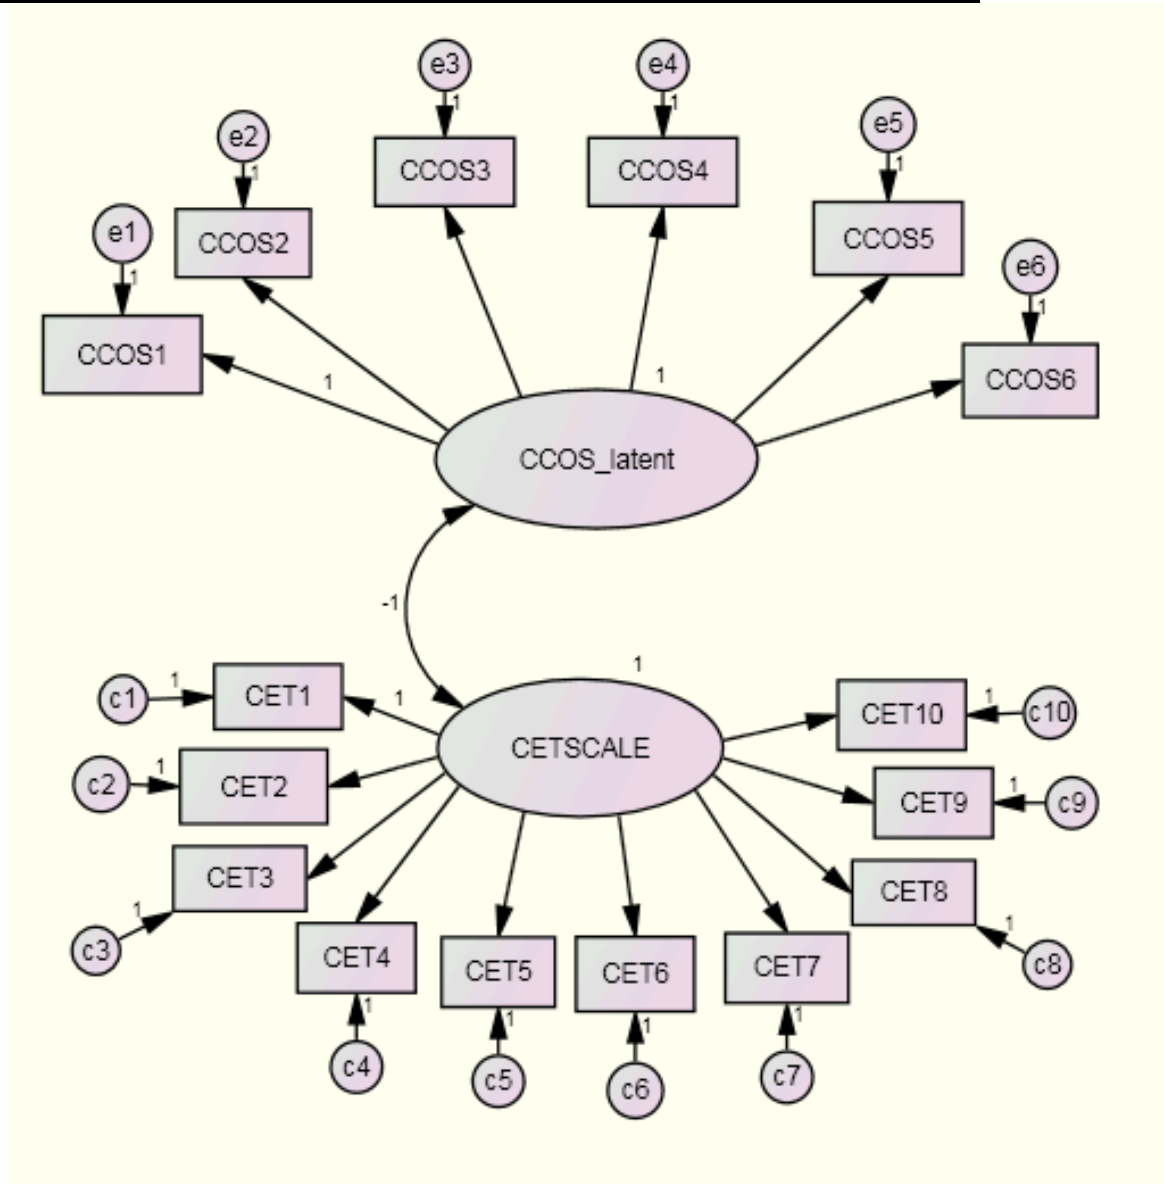 e3
e4
1
1
e5
e2
CCOS3
CCOS4
1
1
e1
CCOS2
CCOS5
e6
1
1
CCOS1
CCOS6
1
1
CCOS_latent
-1
1
c1
1
CET1
1
CET10
1
c10
c2
1
CET2
CETSCALE
CET9
1
c9
c3
1
CET3
CET8
1
c8
CET4
CET5
CET6
CET7
1
1
1
1
c4
c5
c6
c7